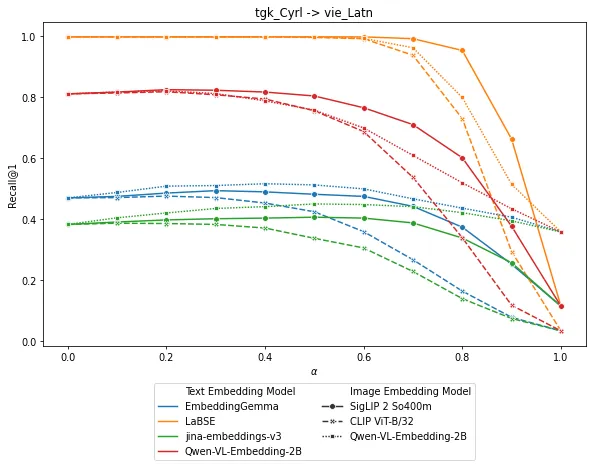 tgk_Cyrl -> vie_Latn
Recall@1
1.0
0.8
0.6
0.4
0.2
0.0
0.0 0.2 0.4 0.6 0.8 1.0
α
Text Embedding Model Image Embedding Model
EmbeddingGemma SigLIP 2 So400m
LaBSE CLIP ViT-B/32
jina-embeddings-v3 Qwen-VL-Embedding-2B
Qwen-VL-Embedding-2B